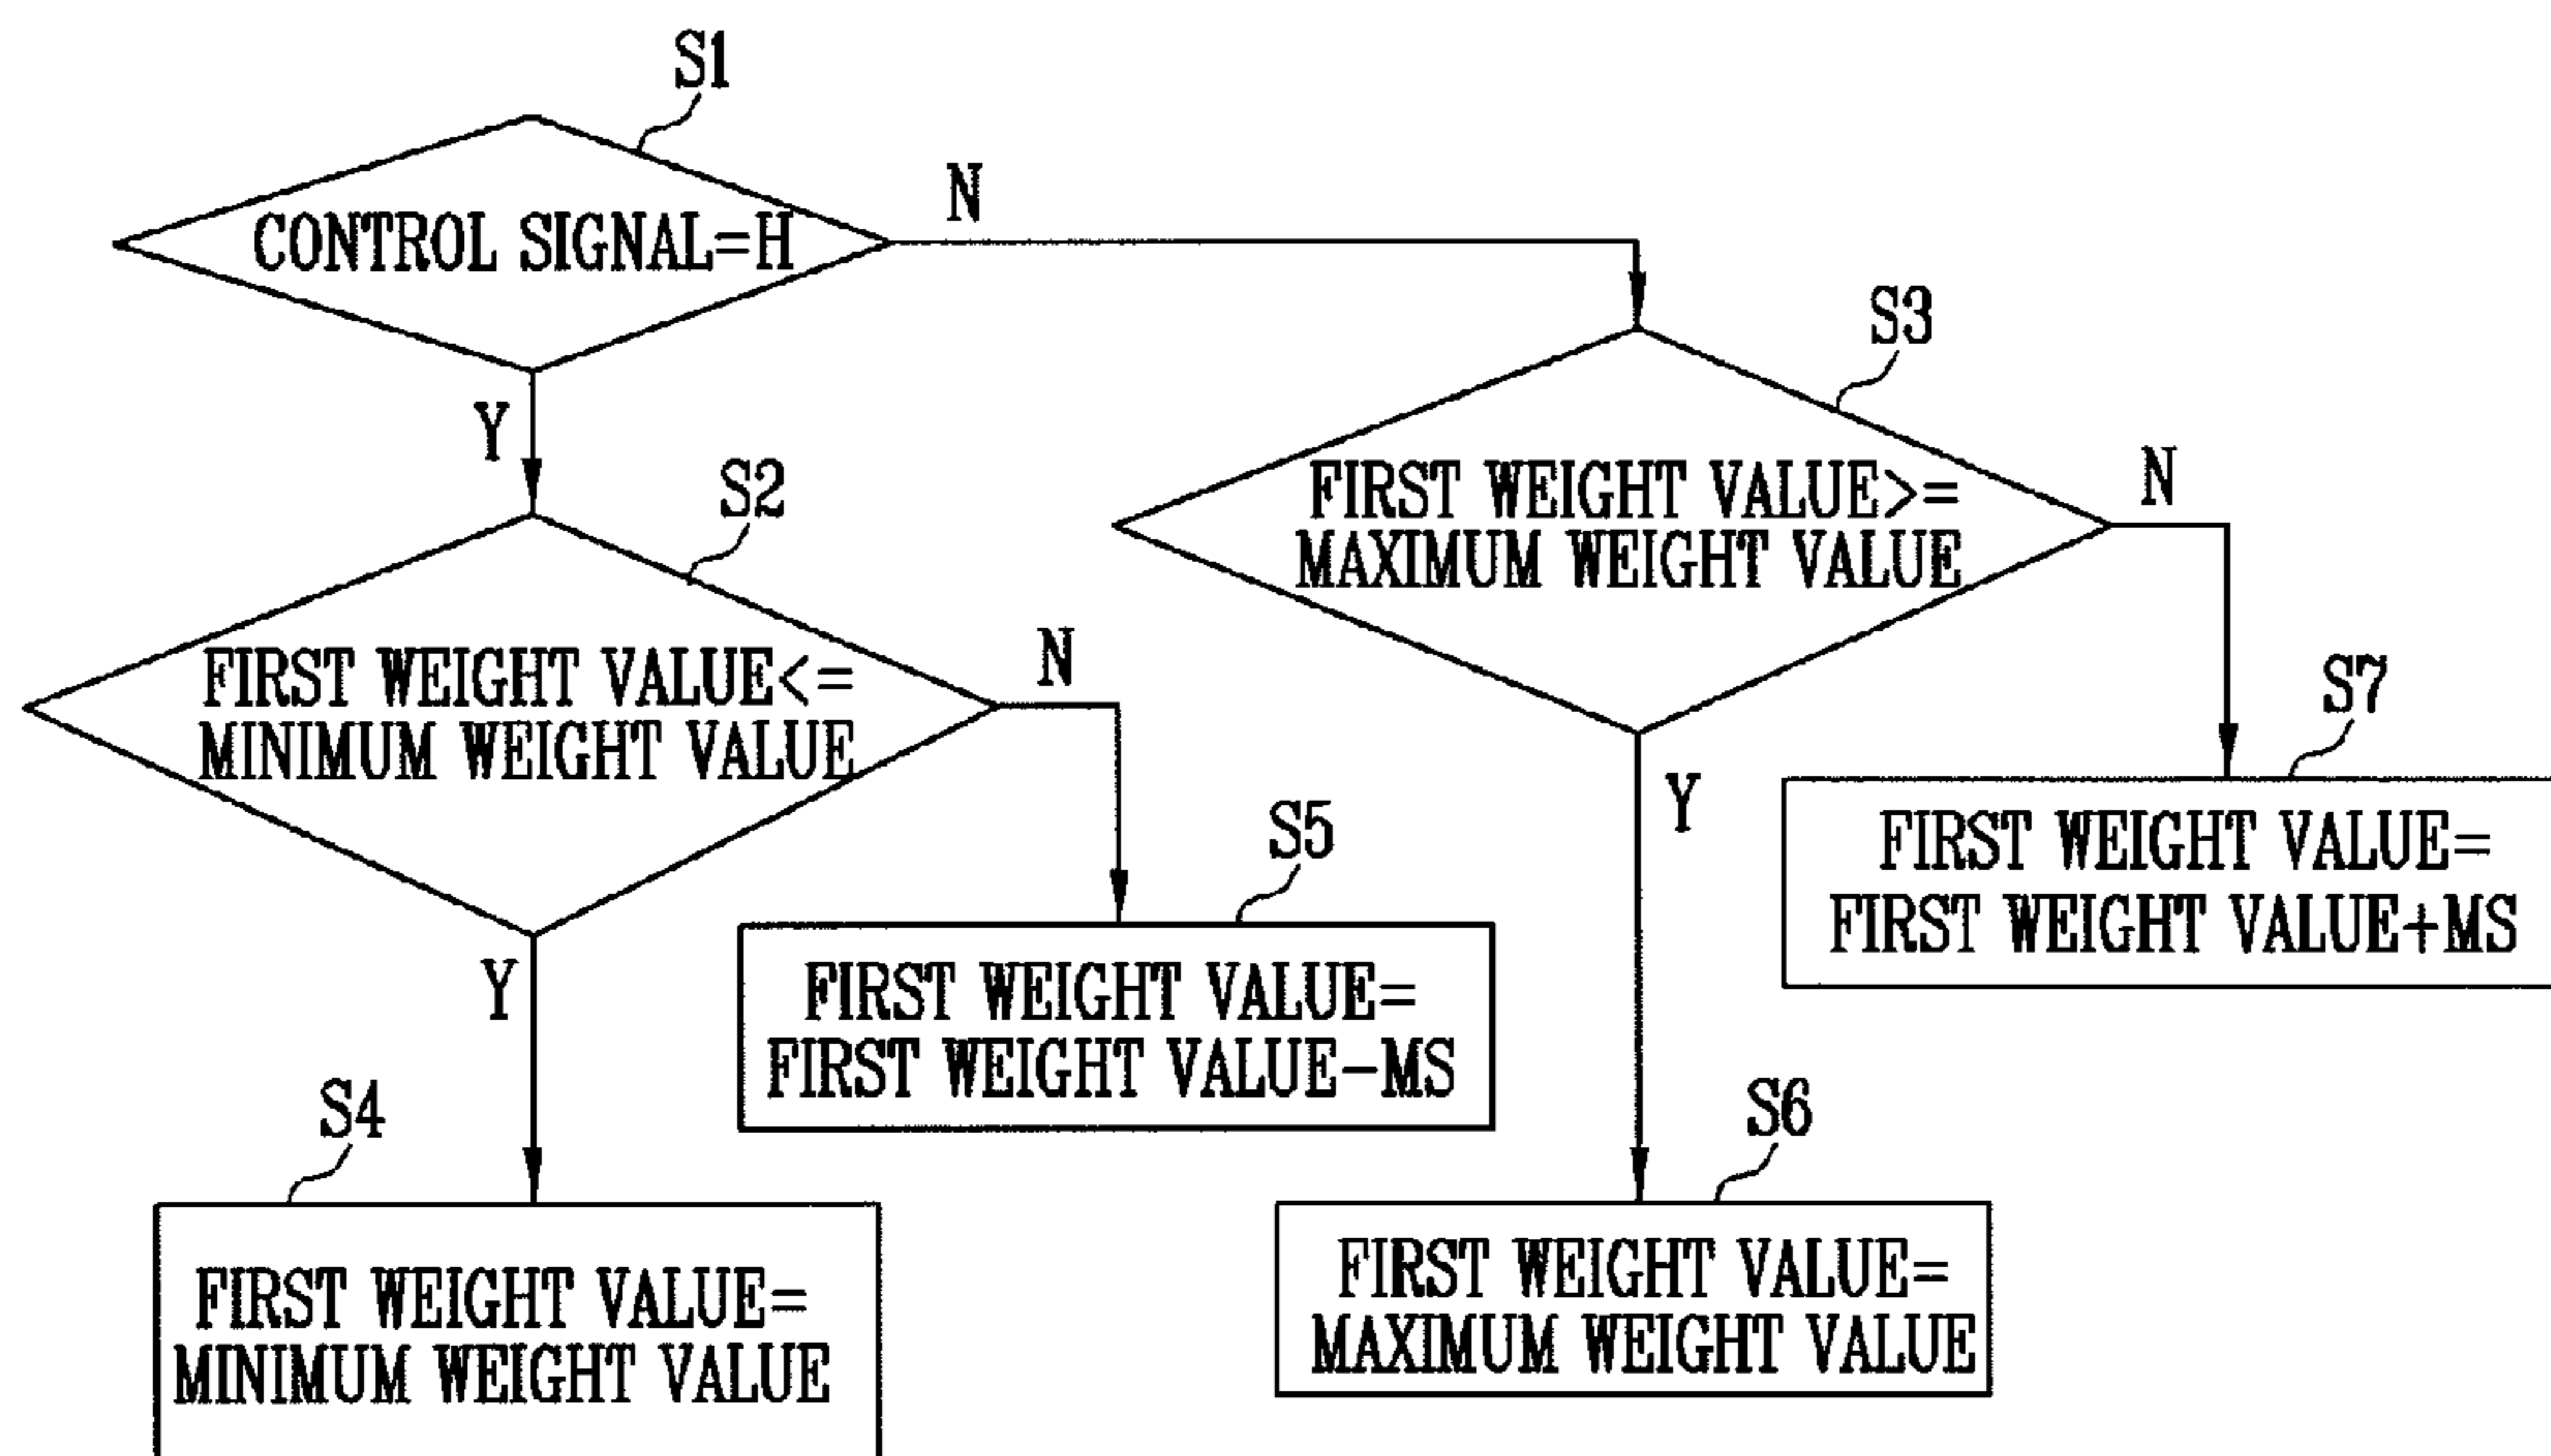 S1
CONTROL SIGNAL=H
N
Y
S3
FIRST WEIGHT VALUE>=
MAXIMUM WEIGHT VALUE
N
Y
S2
FIRST WEIGHT VALUE<=
MINIMUM WEIGHT VALUE
N
Y
S7
FIRST WEIGHT VALUE=
FIRST WEIGHT VALUE+MS
S5
FIRST WEIGHT VALUE=
FIRST WEIGHT VALUE-MS
S4
FIRST WEIGHT VALUE=
MINIMUM WEIGHT VALUE
S6
FIRST WEIGHT VALUE=
MAXIMUM WEIGHT VALUE